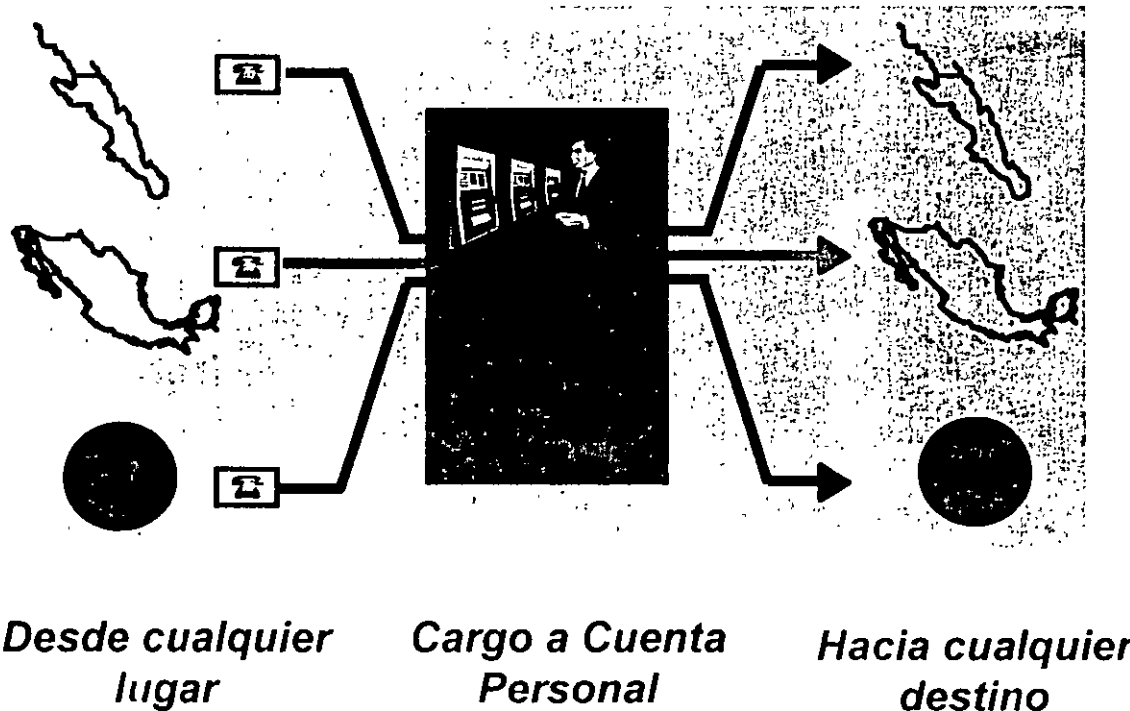 Desde cualquier
lugar
Cargo a Cuenta
Personal
Hacia cualquier
destino